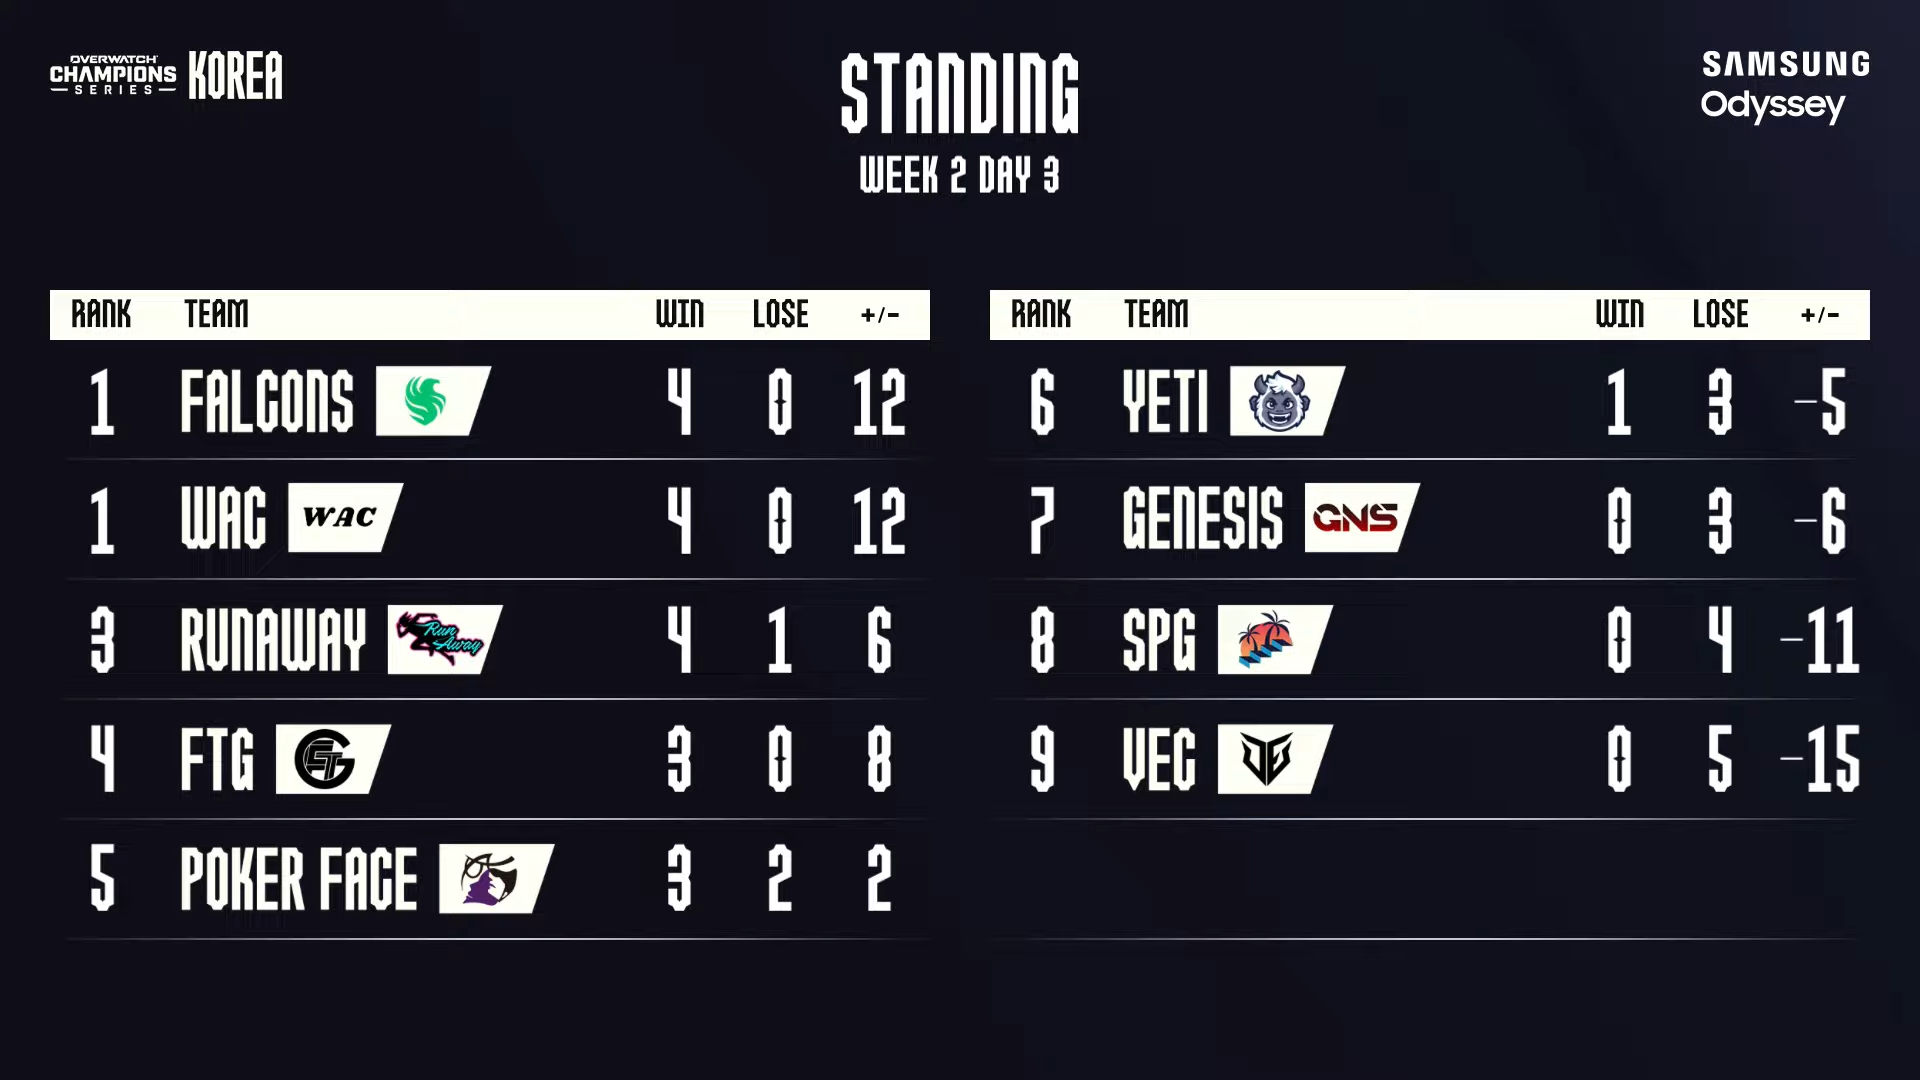 OVERWATCH
CHAMPIONS
SERIES
KOREA
STANDING
WEEK 2 DAY 3
SAMSUNG
Odyssey
RANK TEAM WIN LOSE +/-
1 FALCONS 4 0 12
1 WAC WAC 4 0 12
3 RUNAWAY Run Away 4 1 6
4 FTG FTG 3 0 8
5 POKER FACE 3 2 2
RANK TEAM WIN LOSE +/-
6 YETI 1 3 -5
7 GENESIS GNS 0 3 -6
8 SPG 0 4 -11
9 VEC 0 5 -15